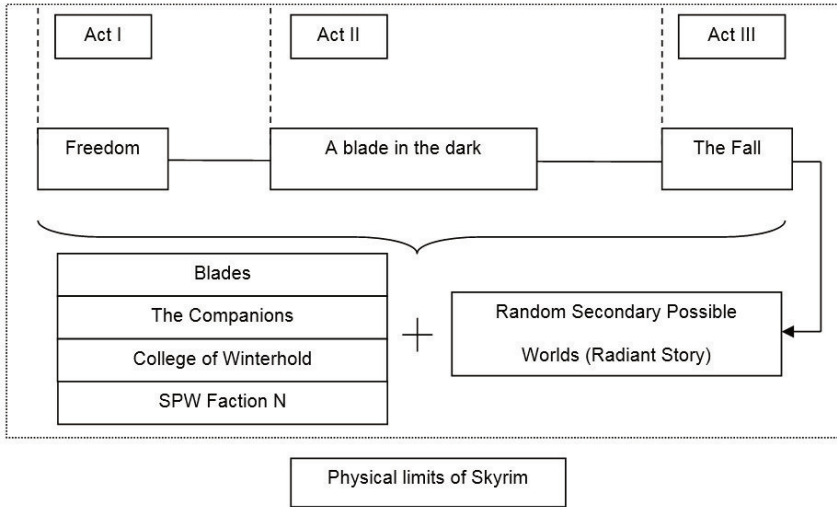 Act I
Act II
Act III
Freedom
A blade in the dark
The Fall
Blades
The Companions
College of Winterhold
SPW Faction N
Random Secondary Possible
Worlds (Radiant Story)
Physical limits of Skyrim